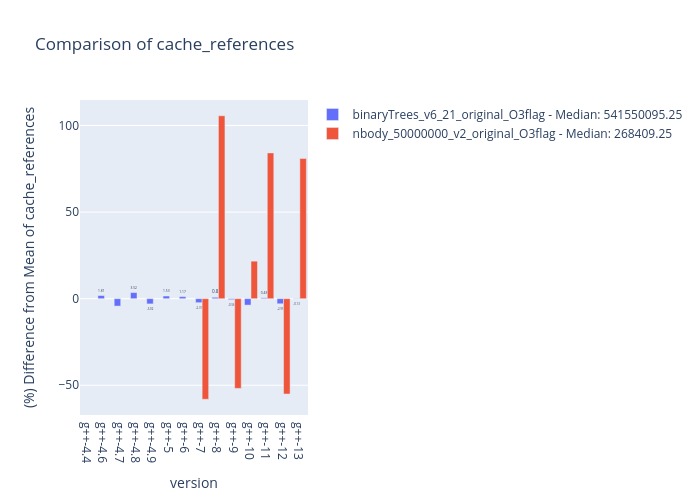 Comparison of cache_references
binaryTrees_v6_21_original_O3flag - Median: 541550095.25
nbody_50000000_v2_original_O3flag - Median: 268409.25
(%) Difference from Mean of cache_references
100
50
0
−50
g++-4.4
g++-4.6
g++-4.7
g++-4.8
g++-4.9
g++-5
g++-6
g++-7
g++-8
g++-9
g++-10
g++-11
g++-12
g++-13
version